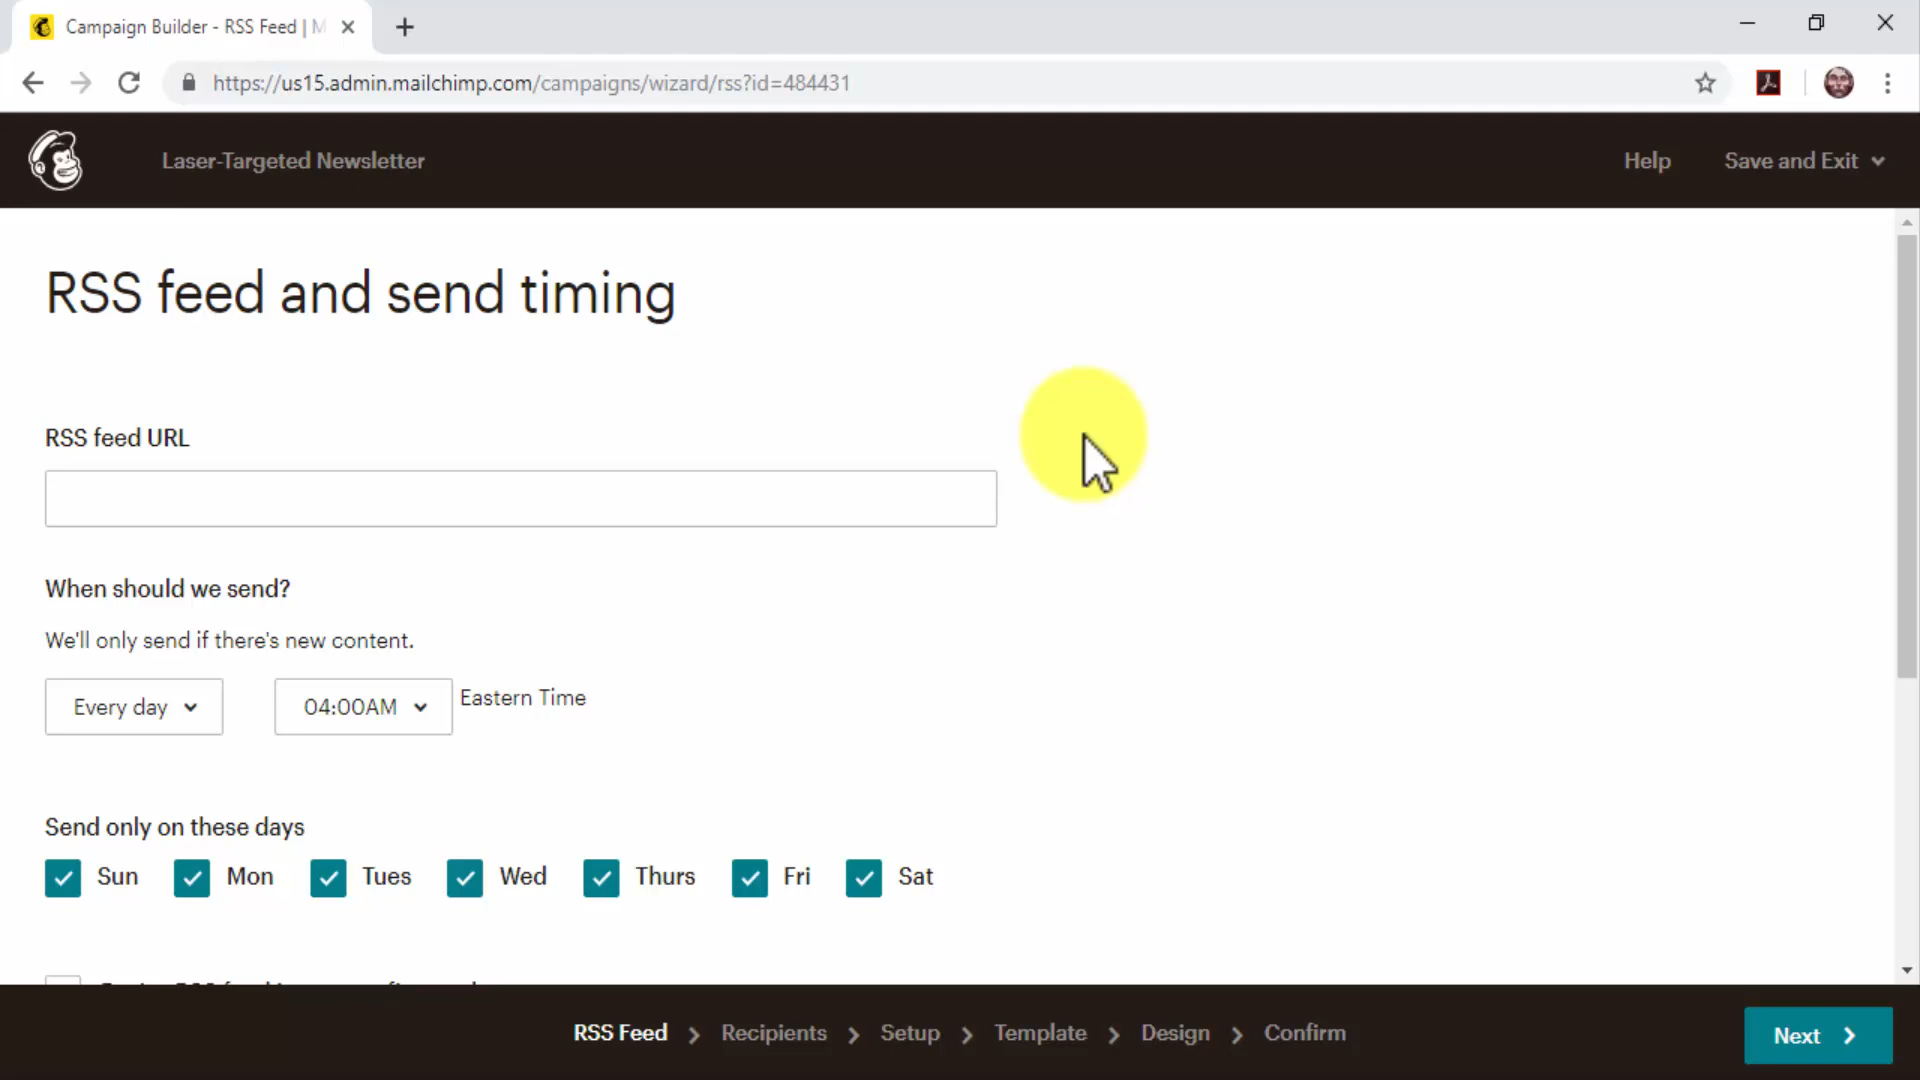 Campaign Builder - RSS Feed | M
https://us15.admin.mailchimp.com/campaigns/wizard/rss?id=484431
Laser-Targeted Newsletter
Help
Save and Exit
RSS feed and send timing
RSS feed URL
When should we send?
We'll only send if there's new content.
Every day
04:00AM
Eastern Time
Send only on these days
Sun Mon Tues Wed Thurs Fri Sat
RSS Feed > Recipients > Setup > Template > Design > Confirm
Next